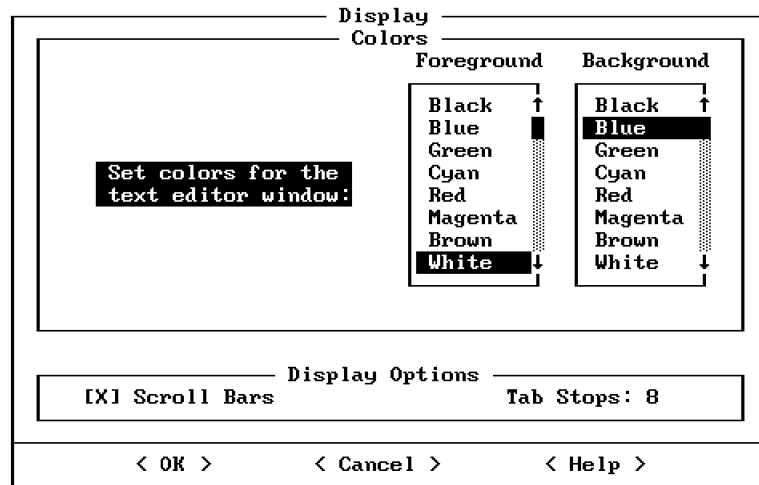 Display
Colors
Foreground Background
Black ↑ Black ↑
Blue Blue
Green Green
Set colors for the Cyan Cyan
text editor window: Red Red
Magenta Magenta
Brown Brown
White ↓ White ↓
Display Options
[X] Scroll Bars Tab Stops: 8
< OK > < Cancel > < Help >